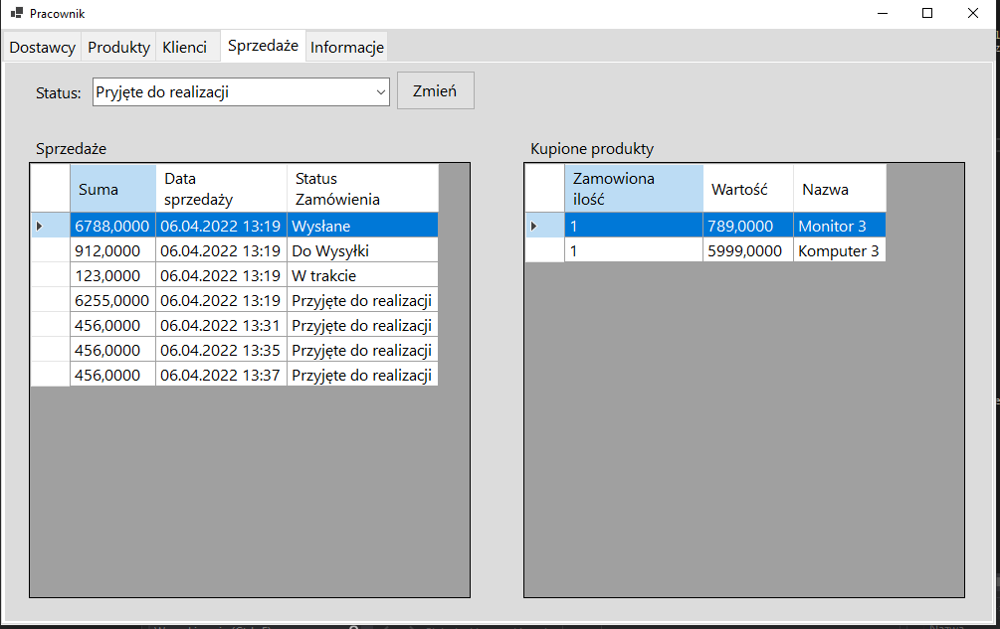 Pracownik
Dostawcy Produkty Klienci Sprzedaże Informacje
Status: Pryjęte do realizacji Zmień
Sprzedaże
Suma Data sprzedaży Status Zamówienia
6788,0000 06.04.2022 13:19 Wysłane
912,0000 06.04.2022 13:19 Do Wysyłki
123,0000 06.04.2022 13:19 W trakcie
6255,0000 06.04.2022 13:19 Przyjęte do realizacji
456,0000 06.04.2022 13:31 Przyjęte do realizacji
456,0000 06.04.2022 13:35 Przyjęte do realizacji
456,0000 06.04.2022 13:37 Przyjęte do realizacji
Kupione produkty
Zamowiona ilość Wartość Nazwa
1 789,0000 Monitor 3
1 5999,0000 Komputer 3